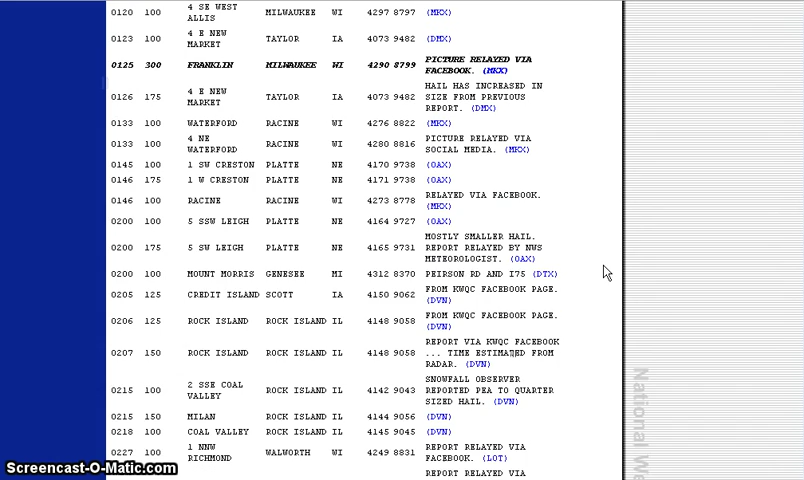 0120 100 4 SE WEST ALLIS MILWAUKEE WI 4297 8797 (MKX)
0123 100 4 E NEW MARKET TAYLOR IA 4073 9482 (DMX)
0125 300 FRANKLIN MILWAUKEE WI 4290 8799 PICTURE RELAYED VIA FACEBOOK. (MKX)
0126 175 4 E NEW MARKET TAYLOR IA 4073 9482 HAIL HAS INCREASED IN SIZE FROM PREVIOUS REPORT. (DMX)
0133 100 WATERFORD RACINE WI 4276 8822 (MKX)
0133 100 4 NE WATERFORD RACINE WI 4280 8816 PICTURE RELAYED VIA SOCIAL MEDIA. (MKX)
0145 100 1 SW CRESTON PLATTE NE 4170 9738 (OAX)
0146 175 1 W CRESTON PLATTE NE 4171 9738 (OAX)
0146 100 RACINE RACINE WI 4273 8778 RELAYED VIA FACEBOOK. (MKX)
0200 100 5 SSW LEIGH PLATTE NE 4164 9727 (OAX)
0200 175 5 SW LEIGH PLATTE NE 4165 9731 MOSTLY SMALLER HAIL. REPORT RELAYED BY NWS METEOROLOGIST. (OAX)
0200 100 MOUNT MORRIS GENESEE MI 4312 8370 PEIRSON RD AND I75 (DTX)
0205 125 CREDIT ISLAND SCOTT IA 4150 9062 FROM KWQC FACEBOOK PAGE. (DVN)
0206 125 ROCK ISLAND ROCK ISLAND IL 4148 9058 FROM KWQC FACEBOOK PAGE. (DVN)
0207 150 ROCK ISLAND ROCK ISLAND IL 4148 9058 REPORT VIA KWQC FACEBOOK ... TIME ESTIMATED FROM RADAR. (DVN)
0215 100 2 SSE COAL VALLEY ROCK ISLAND IL 4142 9043 SNOWFALL OBSERVER REPORTED PEA TO QUARTER SIZED HAIL. (DVN)
0215 150 MILAN ROCK ISLAND IL 4144 9056 (DVN)
0218 100 COAL VALLEY ROCK ISLAND IL 4145 9045 (DVN)
0227 100 1 NNW RICHMOND WALWORTH WI 4249 8831 REPORT RELAYED VIA FACEBOOK. (LOT)
REPORT RELAYED VIA
National
Screencast-O-Matic.com